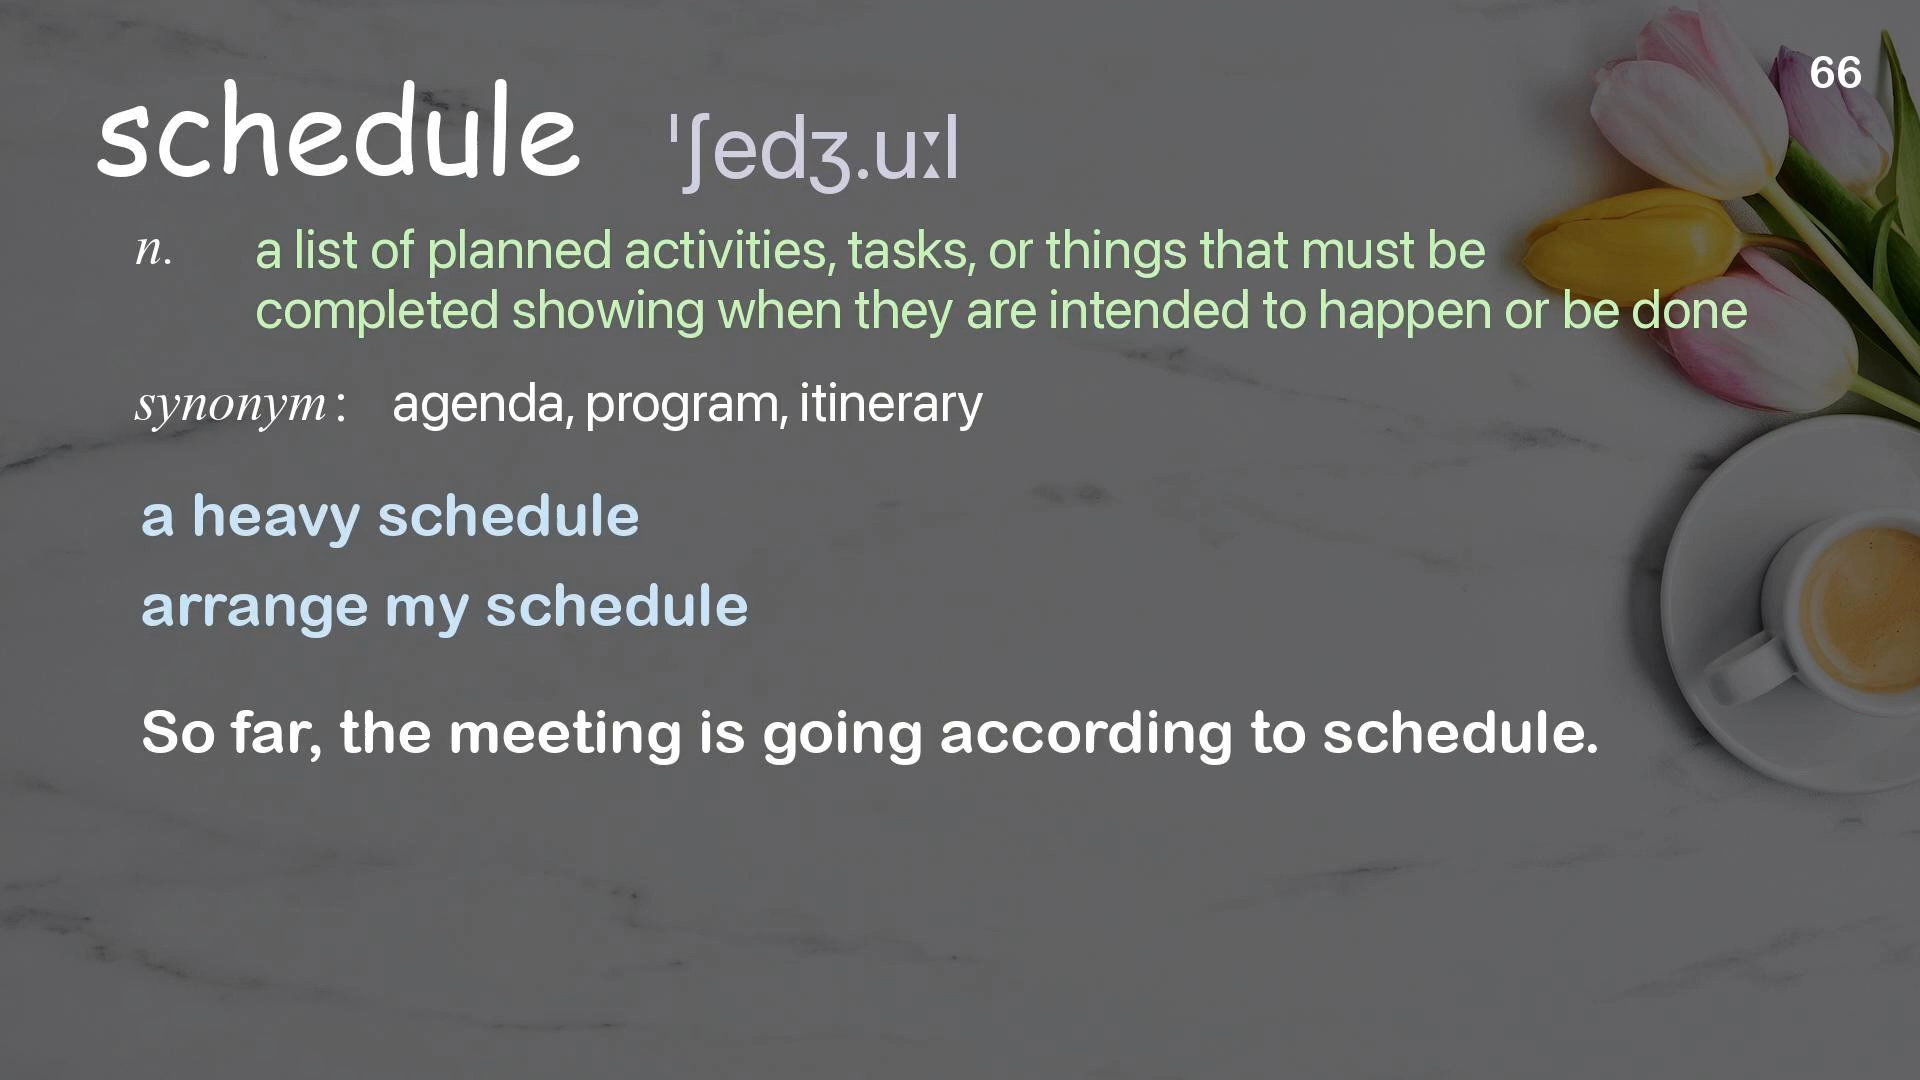 66
schedule ˈʃedʒ.uːl
n. a list of planned activities, tasks, or things that must be
completed showing when they are intended to happen or be done
synonym: agenda, program, itinerary
a heavy schedule
arrange my schedule
So far, the meeting is going according to schedule.